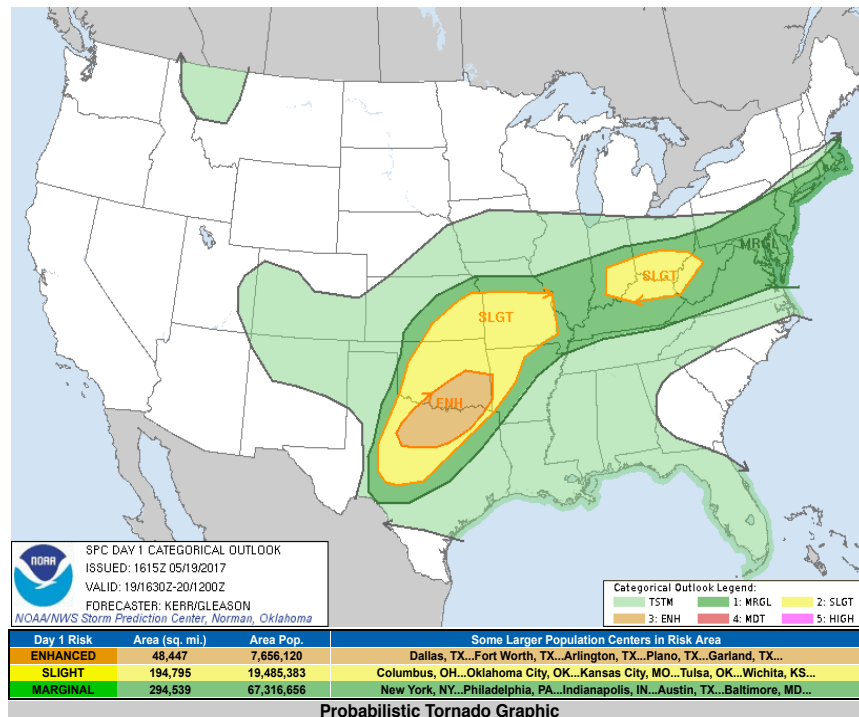 MRGL
SLGT
SLGT
ENH
NOAA
SPC DAY 1 CATEGORICAL OUTLOOK
ISSUED: 1615Z 05/19/2017
VALID: 19/1630Z-20/1200Z
FORECASTER: KERR/GLEASON
NOAA/NWS Storm Prediction Center, Norman, Oklahoma
Categorical Outlook Legend:
TSTM 1: MRGL 2: SLGT
3: ENH 4: MDT 5: HIGH
Day 1 Risk Area (sq. mi.) Area Pop. Some Larger Population Centers in Risk Area
ENHANCED 48,447 7,656,120 Dallas, TX...Fort Worth, TX...Arlington, TX...Plano, TX...Garland, TX...
SLIGHT 194,795 19,485,383 Columbus, OH...Oklahoma City, OK...Kansas City, MO...Tulsa, OK...Wichita, KS...
MARGINAL 294,539 67,316,656 New York, NY...Philadelphia, PA...Indianapolis, IN...Austin, TX...Baltimore, MD...
Probabilistic Tornado Graphic